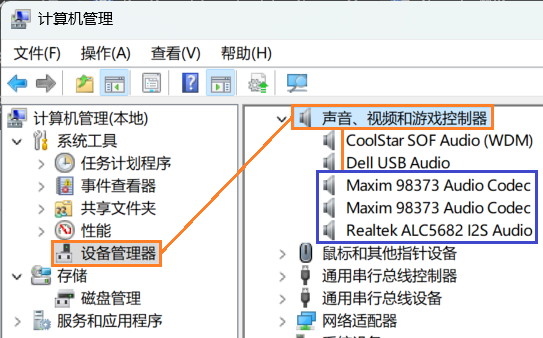 计算机管理
文件(F) 操作(A) 查看(V) 帮助(H)
计算机管理(本地)
系统工具
任务计划程序
事件查看器
共享文件夹
性能
设备管理器
存储
磁盘管理
服务和应用程序
声音、视频和游戏控制器
CoolStar SOF Audio (WDM)
Dell USB Audio
Maxim 98373 Audio Codec
Maxim 98373 Audio Codec
Realtek ALC5682 I2S Audio
鼠标和其他指针设备
通用串行总线控制器
通用串行总线设备
网络适配器